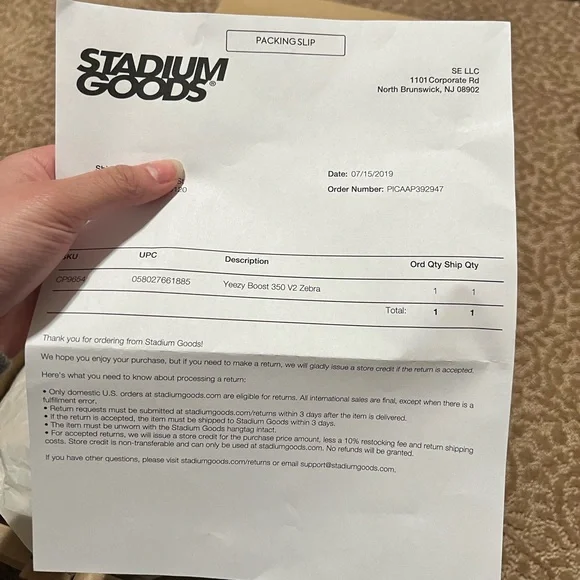 PACKING SLIP
STADIUM
GOODS®
SE LLC
1101 Corporate Rd
North Brunswick, NJ 08902
Date: 07/15/2019
Order Number: PICAAP392947
UPC Description Ord Qty Ship Qty
CP9654 058027661885 Yeezy Boost 350 V2 Zebra 1 1
Total: 1 1
Thank you for ordering from Stadium Goods!
We hope you enjoy your purchase, but if you need to make a return, we will gladly issue a store credit if the return is accepted.
Here's what you need to know about processing a return:
• Only domestic U.S. orders at stadiumgoods.com are eligible for returns. All international sales are final, except when there is a
fulfillment error.
• Return requests must be submitted at stadiumgoods.com/returns within 3 days after the item is delivered.
• If the return is accepted, the item must be shipped to Stadium Goods within 3 days.
• The item must be unworn with the Stadium Goods hangtag intact.
• For accepted returns, we will issue a store credit for the purchase price amount, less a 10% restocking fee and return shipping
costs. Store credit is non-transferable and can only be used at stadiumgoods.com. No refunds will be granted.
If you have other questions, please visit stadiumgoods.com/returns or email support@stadiumgoods.com.